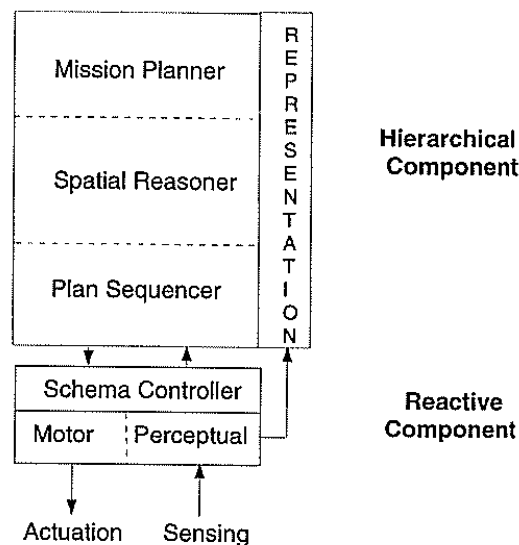 Mission Planner
Spatial Reasoner
Plan Sequencer
REPRESENTATION
Hierarchical
Component
Schema Controller
Motor
Perceptual
Reactive
Component
Actuation
Sensing